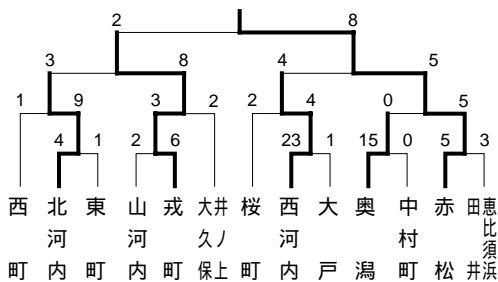 2 8
3 8 4 5
1 9 3 2 2 4 0 5
4 1 2 6 23 1 15 0 5 3
西町
北河内
東町
山河内
戎町
大久保
井ノ上
桜町
西河内
大戸
奥潟
中村町
赤松
田井
恵比須浜